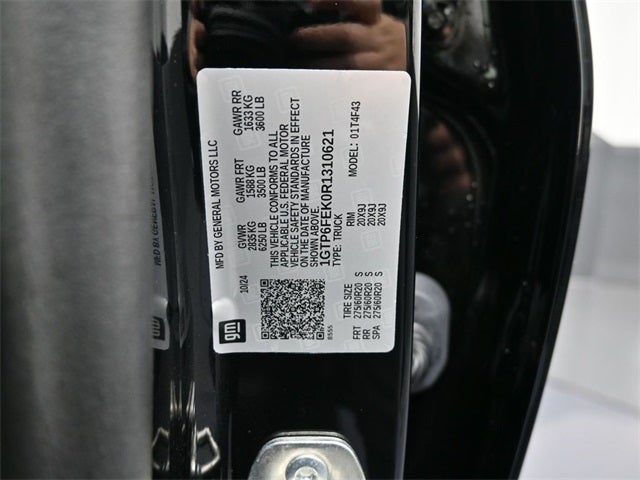 MFD BY GENERAL MOTORS LLC
10/24 GVWR GAWR FRT GAWR RR
2835 KG 1588 KG 1633 KG
6250 LB 3500 LB 3600 LB
THIS VEHICLE CONFORMS TO ALL
APPLICABLE U.S. FEDERAL MOTOR
VEHICLE SAFETY STANDARDS IN EFFECT
ON THE DATE OF MANUFACTURE
SHOWN ABOVE.
1GTP6FEK0R1310621
TYPE: TRUCK MODEL: 01T4F43
TIRE SIZE RIM
FRT 275/60R20 S 20X9J
RR 275/60R20 S 20X9J
SPA 275/60R20 S 20X9J
gm